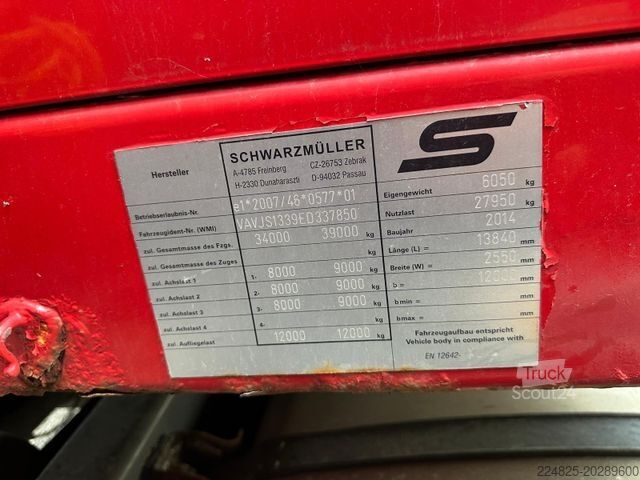 Hersteller
SCHWARZMÜLLER
A-4785 Freinberg CZ-26753 Zebrak
H-2330 Dunaharaszti D-94032 Passau
S
Betriebserlaubnis-Nr. e1*2007/46*0577*01
Fahrzeugident-Nr. (WMI) VAVJS1339ED337850
zul. Gesamtmasse des Fzgs. 34000 39000 kg
zul. Gesamtmasse des Zuges kg
zul. Achslast 1 1- 8000 9000 kg
zul. Achslast 2 2- 8000 9000 kg
zul. Achslast 3 3- 8000 9000 kg
zul. Achslast 4 4- kg
zul. Aufliegelast 12000 12000 kg
Eigengewicht 6050 kg
Nutzlast 27950 kg
Baujahr 2014
Länge (L) = 13840 mm
Breite (W) = 2550 mm
b = mm
bmin = mm
bmax = mm
Fahrzeugaufbau entspricht
Vehicle body in compliance with
EN 12642-
Truck
Scout24
224825-20289600